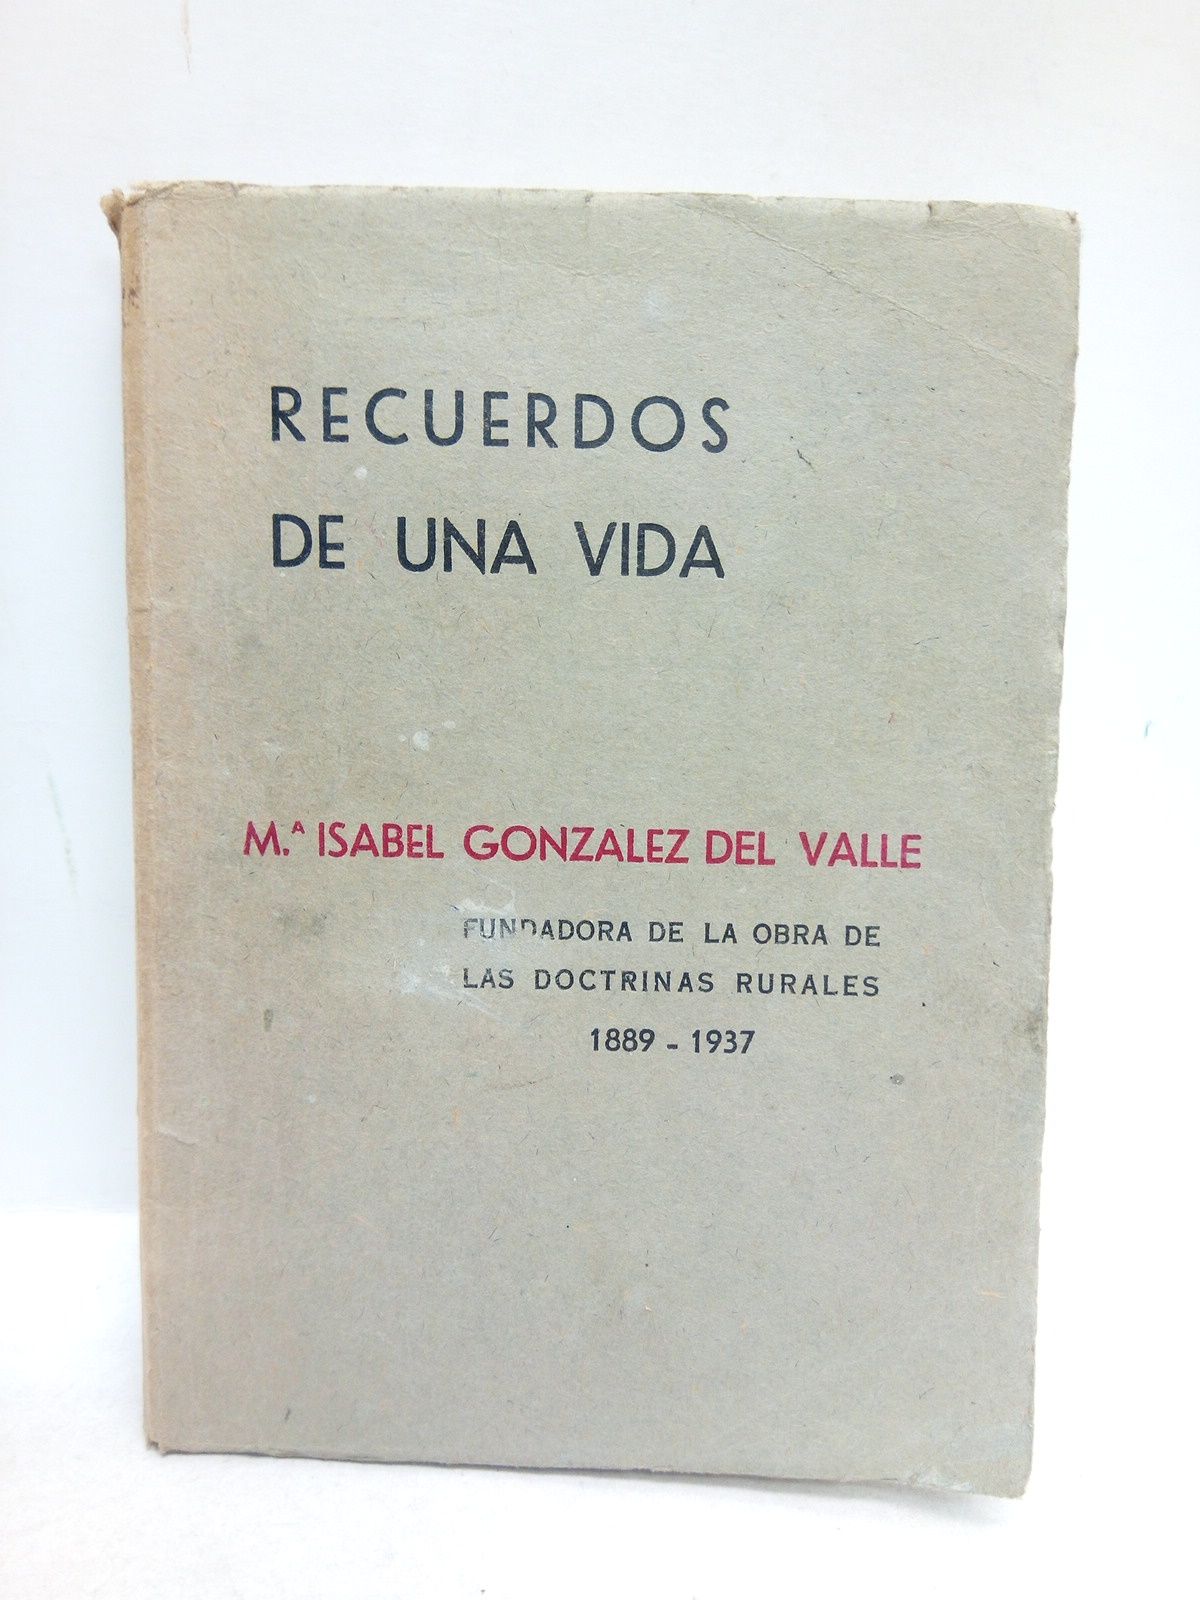 RECUERDOS
DE UNA VIDA
M.ª ISABEL GONZALEZ DEL VALLE
FUNDADORA DE LA OBRA DE
LAS DOCTRINAS RURALES
1889 - 1937